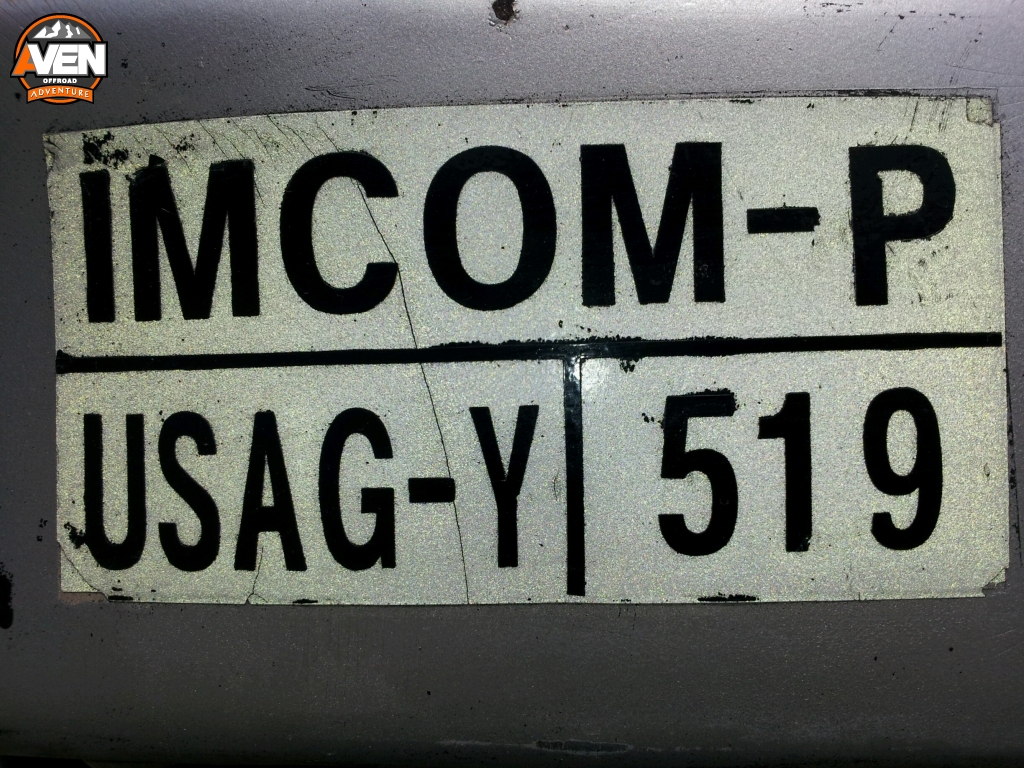 AVEN
OFFROAD
ADVENTURE
IMCOM-P
USAG-Y 519